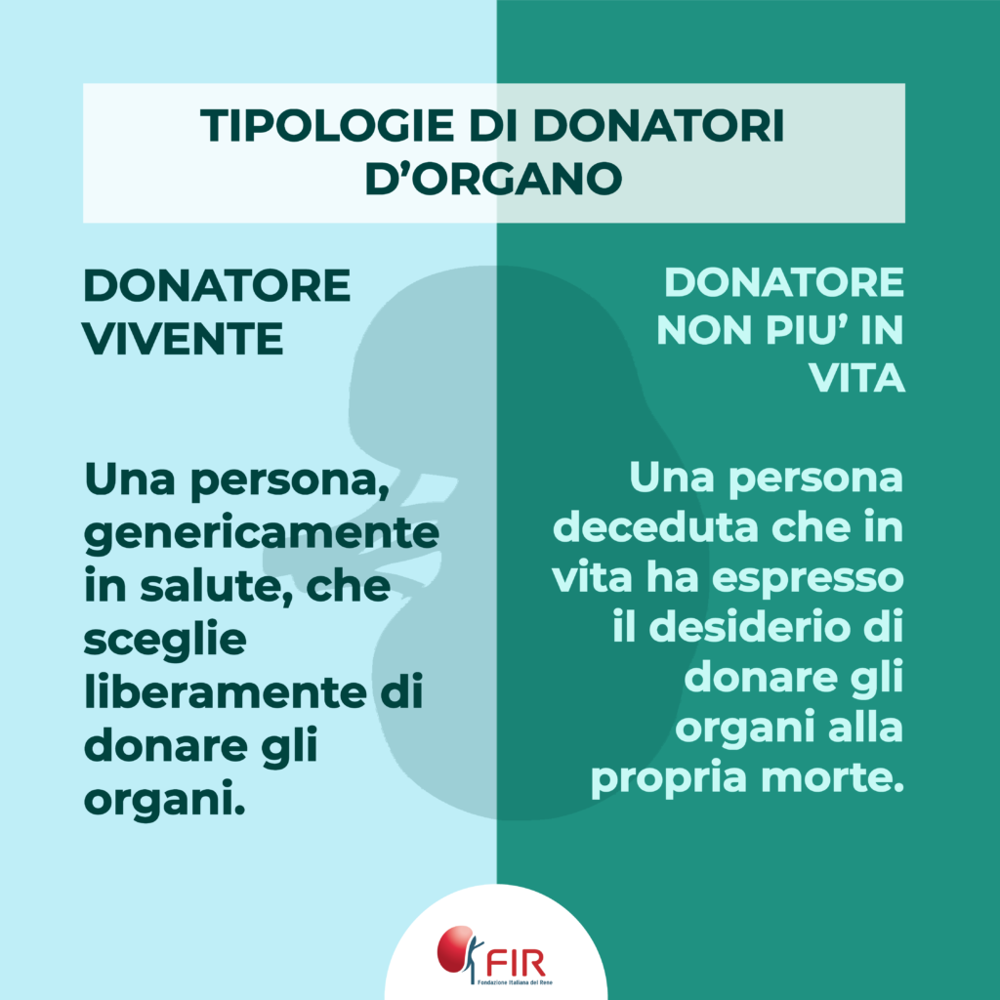 TIPOLOGIE DI DONATORI
D’ORGANO
DONATORE
VIVENTE
Una persona,
genericamente
in salute, che
sceglie
liberamente di
donare gli
organi.
DONATORE
NON PIU’ IN
VITA
Una persona
deceduta che in
vita ha espresso
il desiderio di
donare gli
organi alla
propria morte.
FIR
Fondazione Italiana del Rene